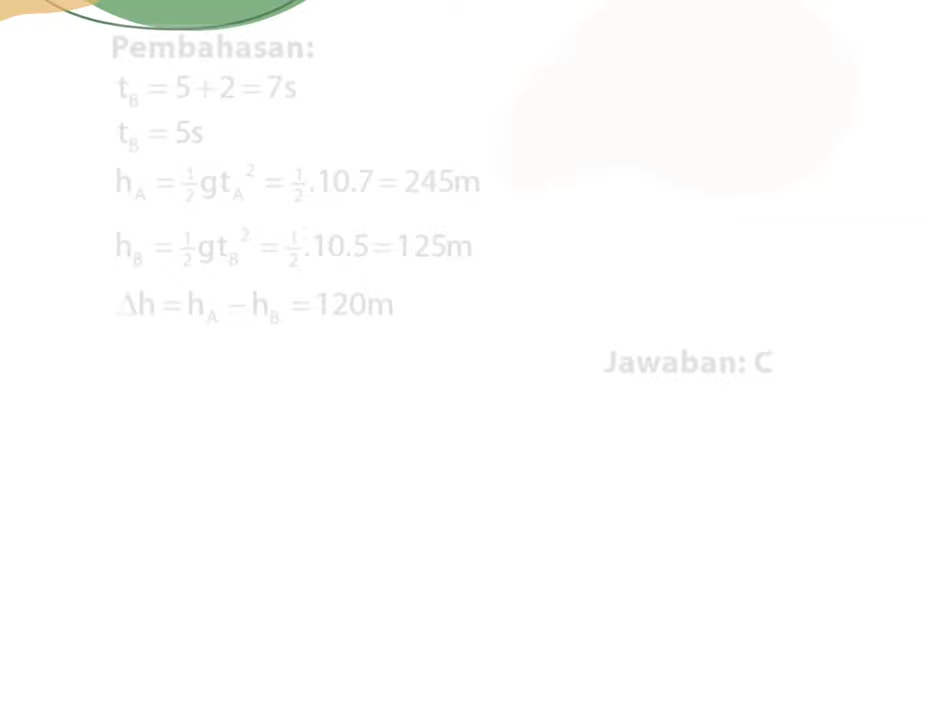 Pembahasan:
t_B = 5+2 = 7s
t_B = 5s
h_A = ½gt_A² = ½.10.7 = 245m
h_B = ½gt_B² = ½.10.5 = 125m
Δh = h_A − h_B = 120m
Jawaban: C